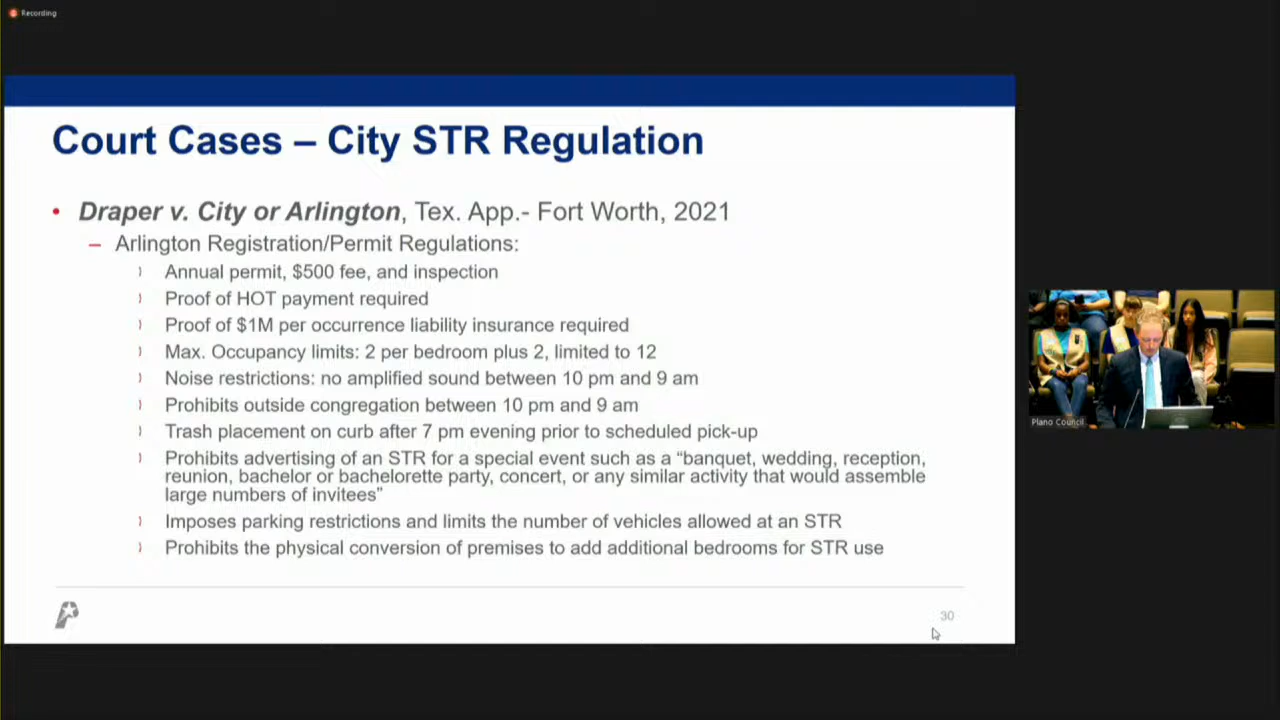 Recording
Court Cases – City STR Regulation
• Draper v. City or Arlington, Tex. App.- Fort Worth, 2021
– Arlington Registration/Permit Regulations:
Annual permit, $500 fee, and inspection
Proof of HOT payment required
Proof of $1M per occurrence liability insurance required
Max. Occupancy limits: 2 per bedroom plus 2, limited to 12
Noise restrictions: no amplified sound between 10 pm and 9 am
Prohibits outside congregation between 10 pm and 9 am
Trash placement on curb after 7 pm evening prior to scheduled pick-up
Prohibits advertising of an STR for a special event such as a “banquet, wedding, reception,
reunion, bachelor or bachelorette party, concert, or any similar activity that would assemble
large numbers of invitees”
Imposes parking restrictions and limits the number of vehicles allowed at an STR
Prohibits the physical conversion of premises to add additional bedrooms for STR use
30
Plano Council